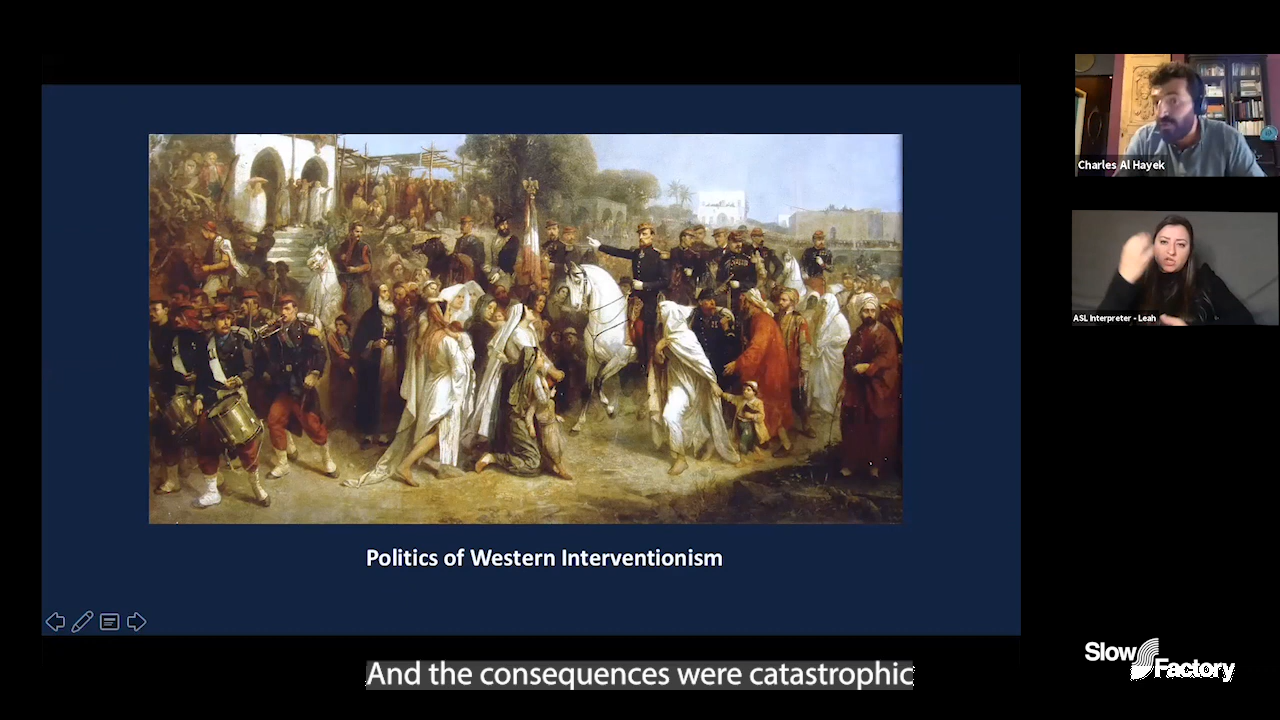 Charles Al Hayek
ASL Interpreter - Leah
Politics of Western Interventionism
And the consequences were catastrophic
Slow
Factory